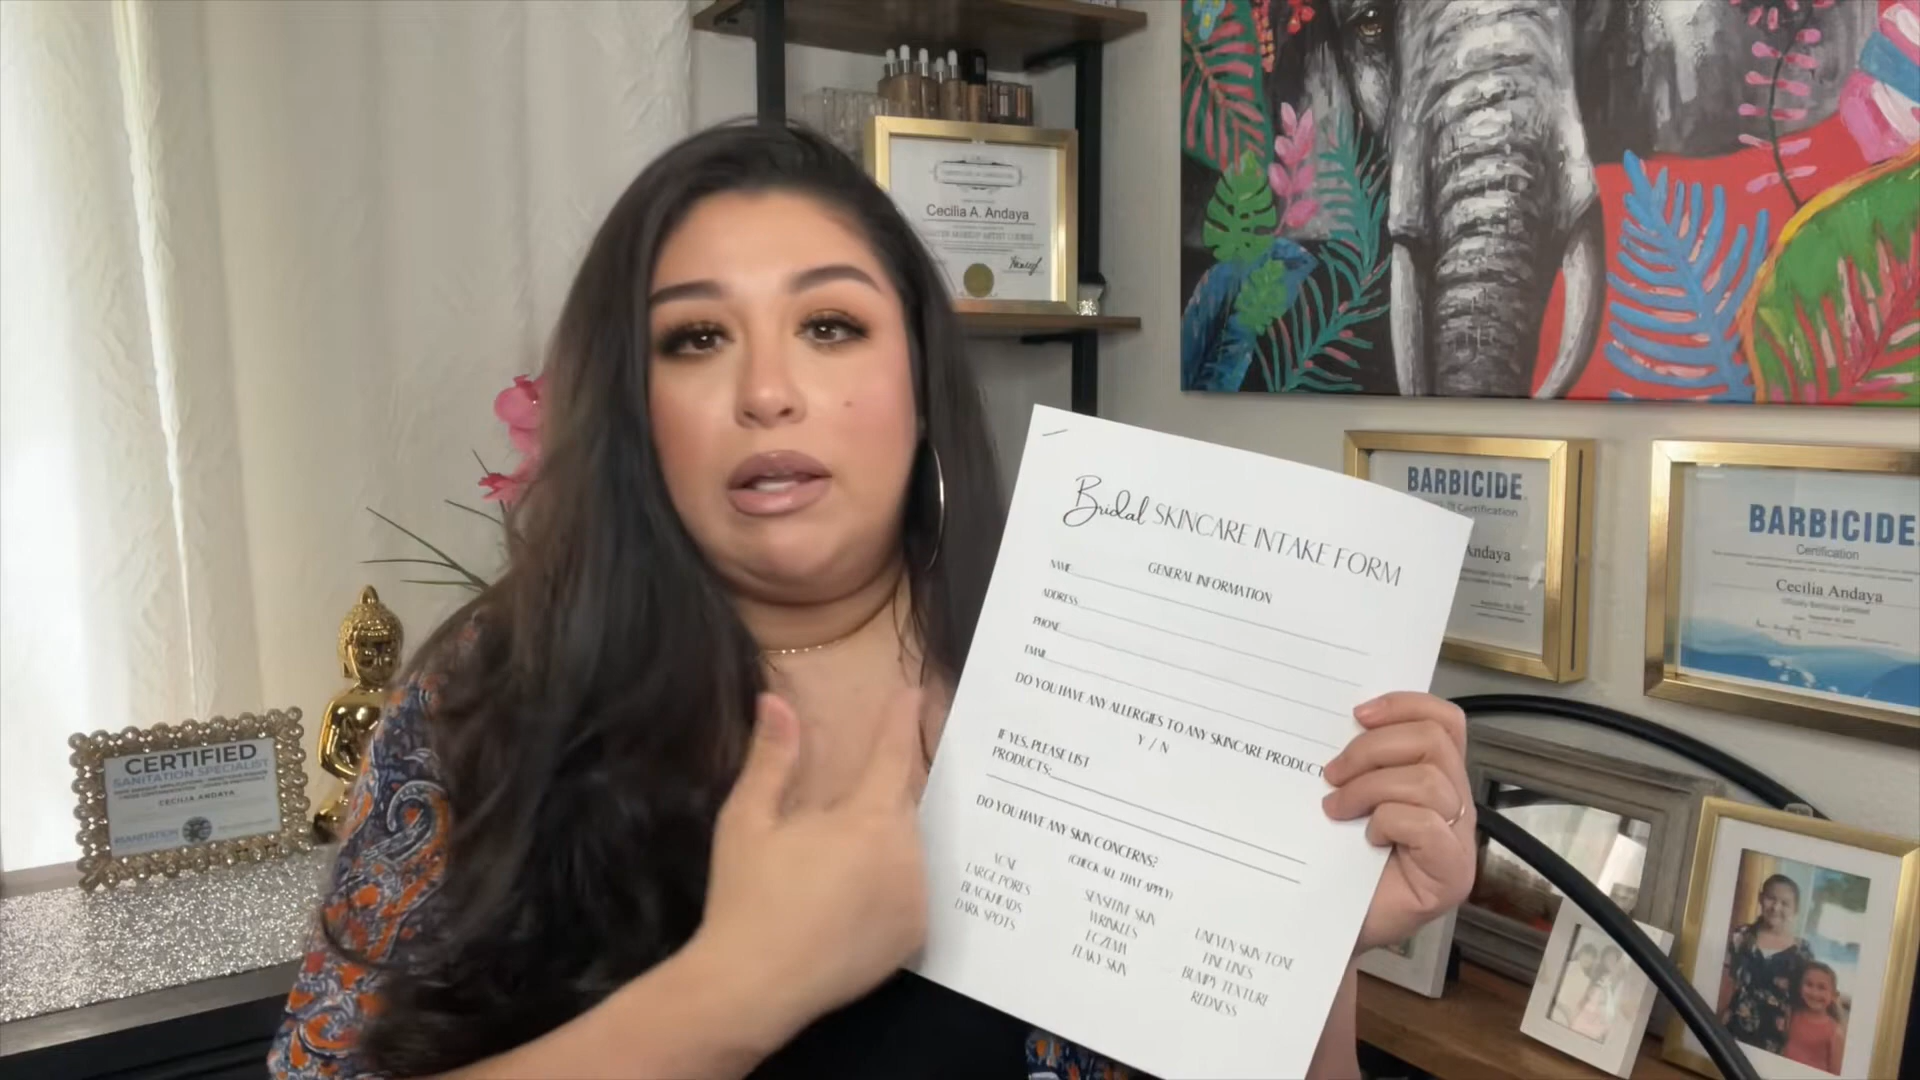 Cecilia A. Andaya
Bridal SKINCARE INTAKE FORM
GENERAL INFORMATION
NAME
ADDRESS
PHONE
EMAIL
DO YOU HAVE ANY ALLERGIES TO ANY SKINCARE PRODUCT
Y / N
IF YES, PLEASE LIST
PRODUCTS:
DO YOU HAVE ANY SKIN CONCERNS?
(CHECK ALL THAT APPLY)
ACNE
LARGE PORES
BLACKHEADS
DARK SPOTS
SENSITIVE SKIN
WRINKLES
ECZEMA
FLAKY SKIN
UNEVEN SKIN TONE
FINE LINES
BUMPY TEXTURE
REDNESS
BARBICIDE
Certification
Andaya
BARBICIDE
Certification
Cecilia Andaya
CERTIFIED
SANITATION SPECIALIST
CECILIA ANDAYA